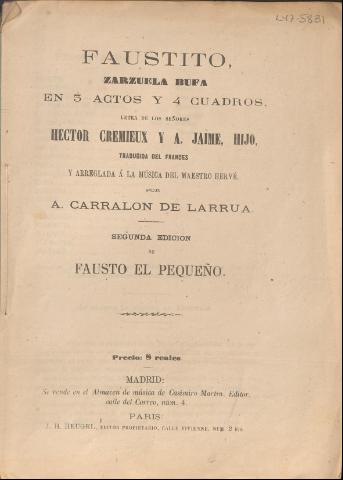 L47-5831
FAUSTITO,
ZARZUELA BUFA
EN 3 ACTOS Y 4 CUADROS,
LETRA DE LOS SEÑORES
HECTOR CREMIEUX Y A. JAIME, HIJO,
TRADUCIDA DEL FRANCES
Y ARREGLADA Á LA MÚSICA DEL MAESTRO HERVÉ.
POR
A. CARRALON DE LARRUA.
SEGUNDA EDICION
DE
FAUSTO EL PEQUEÑO.
Precio: 8 reales
MADRID:
Se vende en el Almacen de música de Casimiro Martin, Editor,
calle del Correo, núm. 4.
PARIS:
J. H. HEUGEL, EDITOR PROPIETARIO, CALLE VIVIENNE, NÚM. 2 bis.